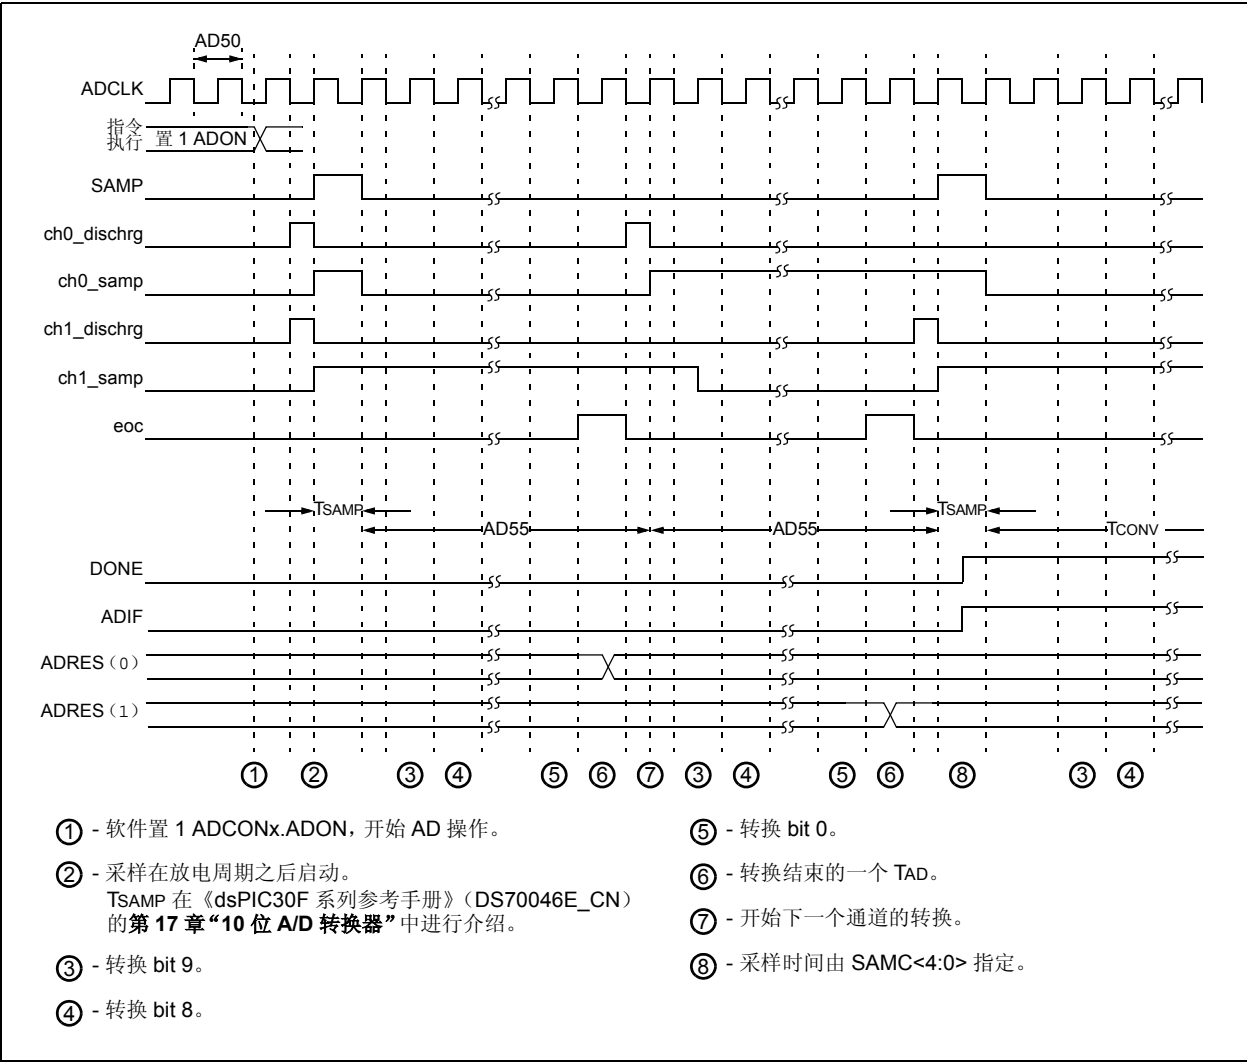 AD50
ADCLK
指令
执行
置 1 ADON
SAMP
ch0_dischrg
ch0_samp
ch1_dischrg
ch1_samp
eoc
TSAMP
TSAMP
AD55
AD55
TCONV
DONE
ADIF
ADRES（0）
ADRES（1）
① ② ③ ④ ⑤ ⑥ ⑦ ③ ④ ⑤ ⑥ ⑧ ③ ④
① - 软件置 1 ADCONx.ADON，开始 AD 操作。
② - 采样在放电周期之后启动。
TSAMP 在《dsPIC30F 系列参考手册》（DS70046E_CN）
的第 17 章“10 位 A/D 转换器”中进行介绍。
③ - 转换 bit 9。
④ - 转换 bit 8。
⑤ - 转换 bit 0。
⑥ - 转换结束的一个 TAD。
⑦ - 开始下一个通道的转换。
⑧ - 采样时间由 SAMC<4:0> 指定。